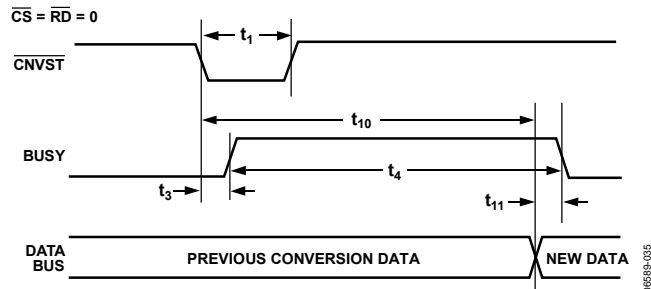 CS = RD = 0
t1
CNVST
t10
BUSY
t4
t3
t11
DATA
BUS
PREVIOUS CONVERSION DATA
NEW DATA
06589-035